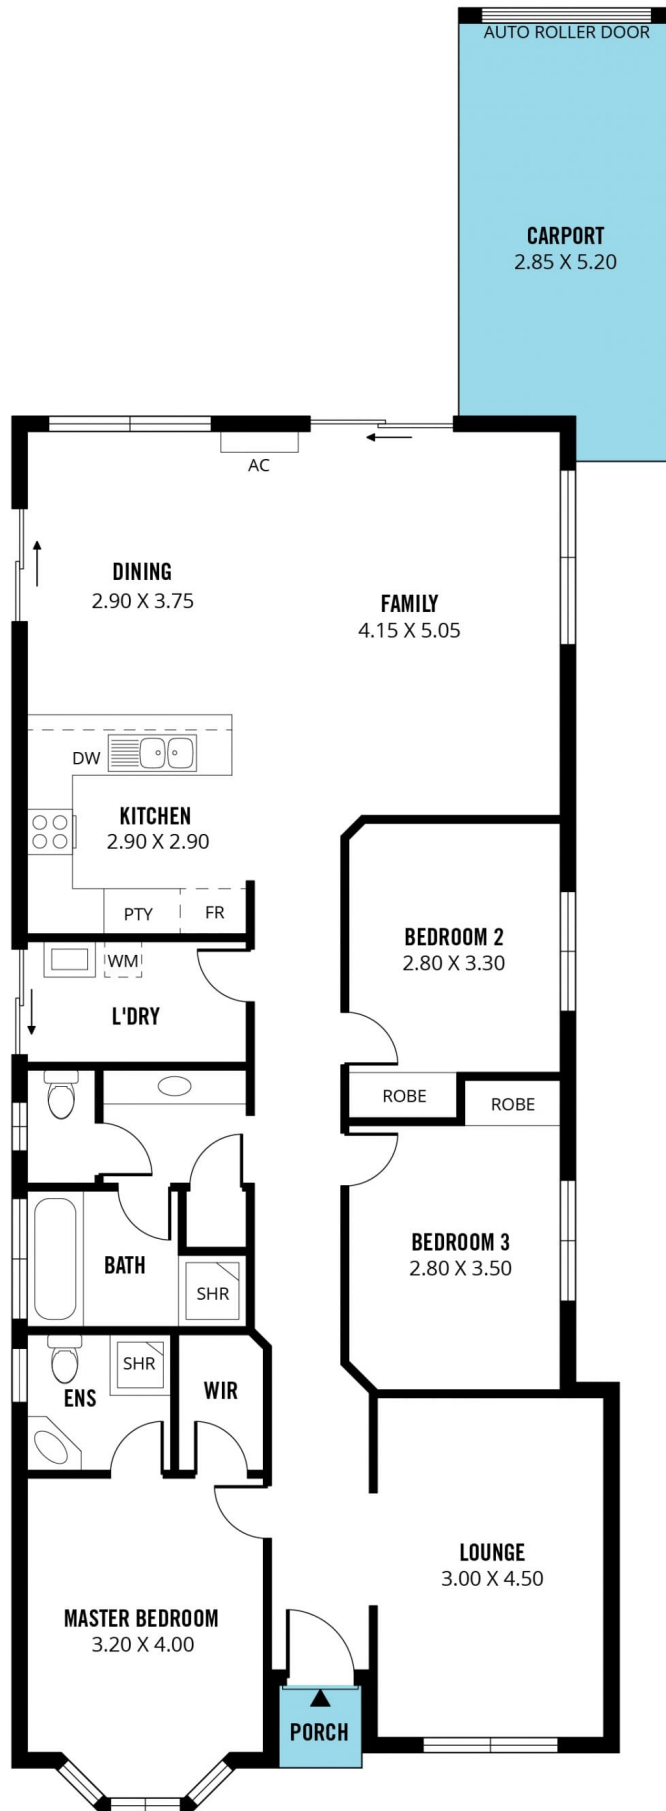 AUTO ROLLER DOOR
CARPORT
2.85 X 5.20
AC
DINING
2.90 X 3.75
FAMILY
4.15 X 5.05
DW
KITCHEN
2.90 X 2.90
PTY
FR
BEDROOM 2
2.80 X 3.30
WM
L'DRY
ROBE
ROBE
BATH
BEDROOM 3
2.80 X 3.50
SHR
SHR
ENS
WIR
LOUNGE
3.00 X 4.50
MASTER BEDROOM
3.20 X 4.00
PORCH